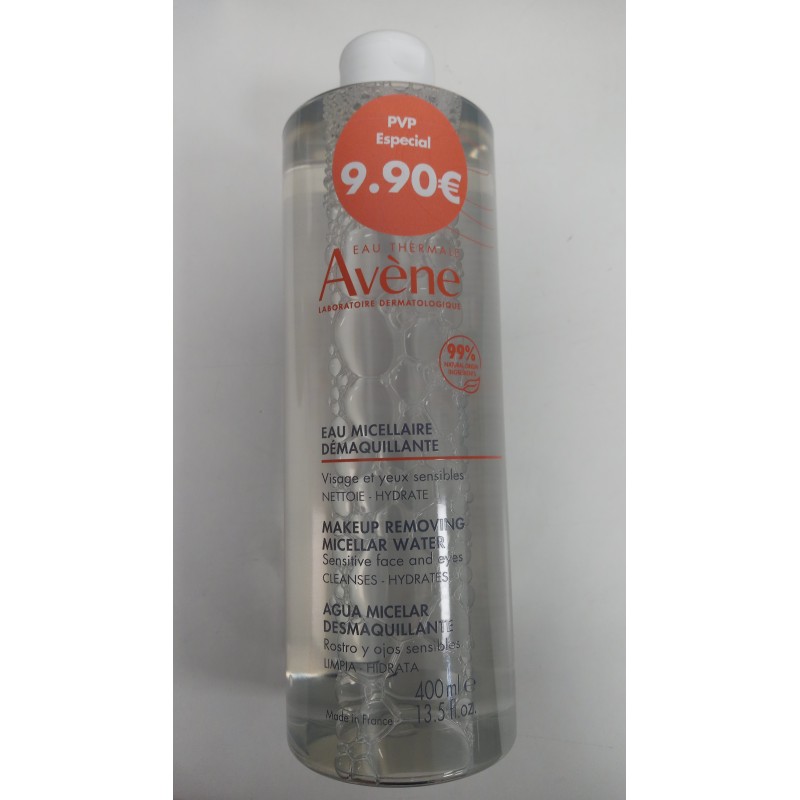 PVP
Especial
9.90€
EAU THERMALE
Avène
LABORATOIRE DERMATOLOGIQUE
99%
EAU MICELLAIRE
DÉMAQUILLANTE
Visage et yeux sensibles
NETTOIE - HYDRATE
MAKEUP REMOVING
MICELLAR WATER
Sensitive face and eyes
CLEANSES - HYDRATES
AGUA MICELAR
DESMAQUILLANTE
Rostro y ojos sensibles
LIMPIA - HIDRATA
400 ml e
Made in France
13.5 fl.oz.